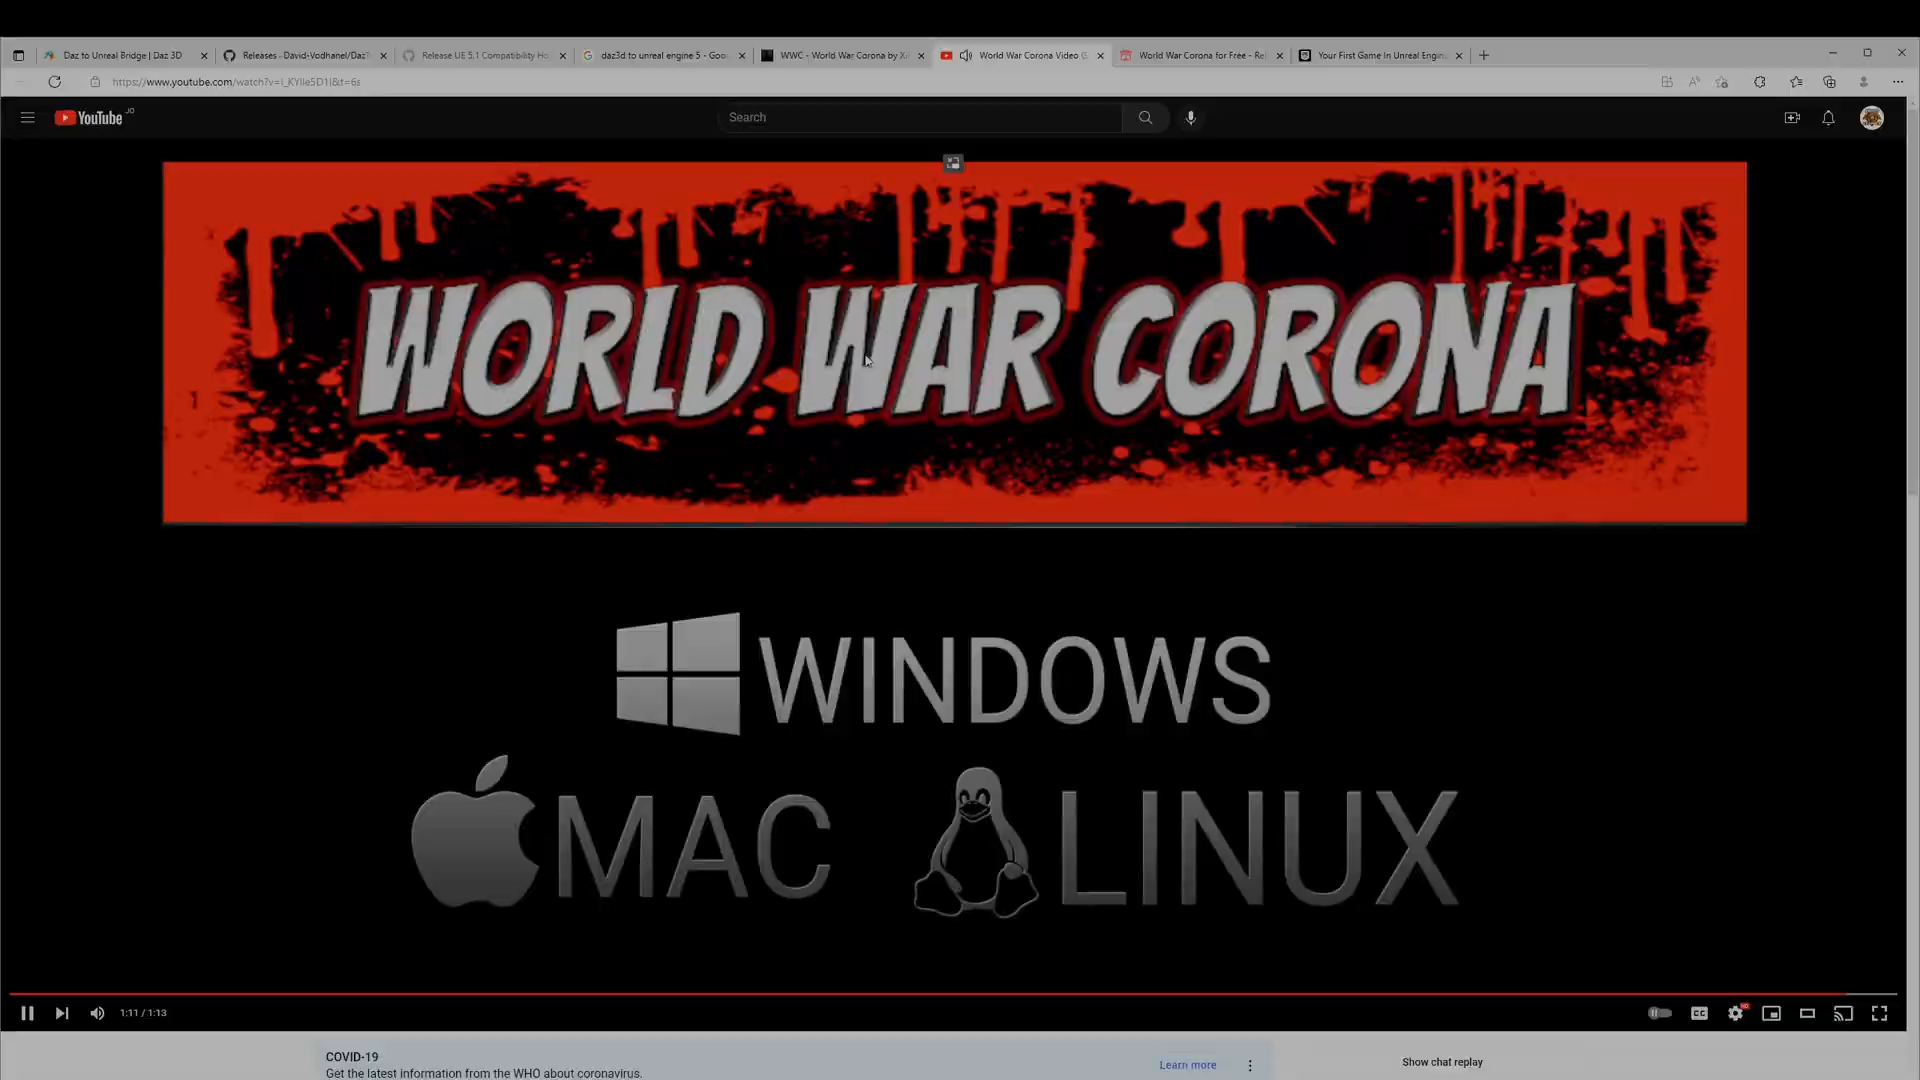 Daz to Unreal Bridge | Daz 3D
Releases · David-Vodhanel/Daz
Release UE 5.1 Compatibility Ho
daz3d to unreal engine 5 - Goo
WWC - World War Corona by X
World War Corona Video (
World War Corona for Free - Re
Your First Game In Unreal Engin
https://www.youtube.com/watch?v=
YouTube JO
Search
WORLD WAR CORONA
WINDOWS
MAC
LINUX
1:11 / 1:13
CC
HD
COVID-19
Get the latest information from the WHO about coronavirus.
Learn more
Show chat replay